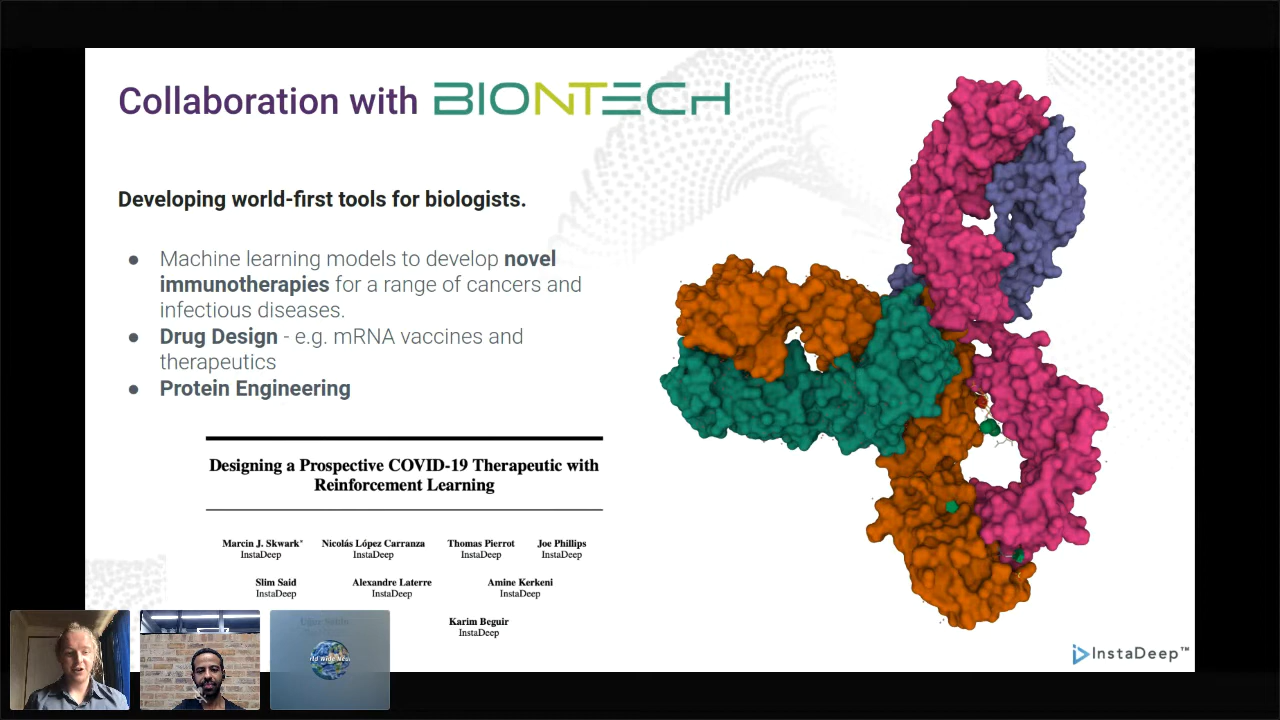 Collaboration with BIONTECH
Developing world-first tools for biologists.
● Machine learning models to develop novel
immunotherapies for a range of cancers and
infectious diseases.
● Drug Design - e.g. mRNA vaccines and
therapeutics
● Protein Engineering
Designing a Prospective COVID-19 Therapeutic with
Reinforcement Learning
Marcin J. Skwark* Nicolás López Carranza Thomas Pierrot Joe Phillips
InstaDeep InstaDeep InstaDeep InstaDeep
Slim Said Alexandre Laterre Amine Kerkeni
InstaDeep InstaDeep InstaDeep
Karim Beguir
InstaDeep
InstaDeep™